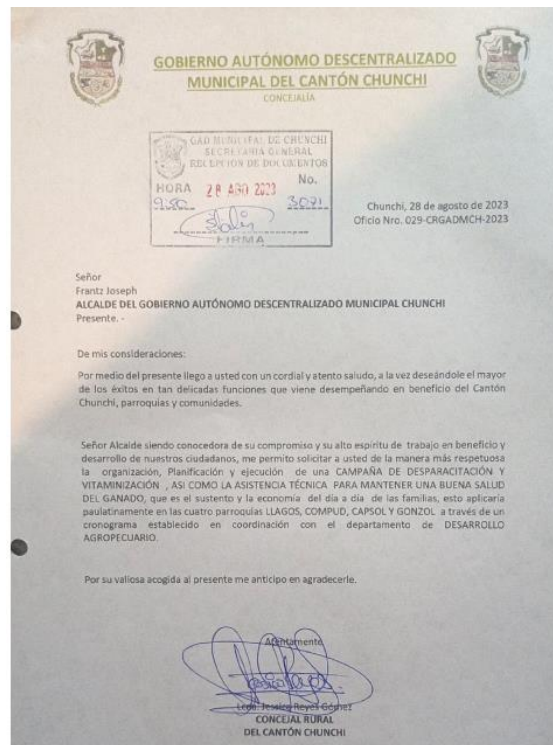 GOBIERNO AUTÓNOMO DESCENTRALIZADO
MUNICIPAL DEL CANTÓN CHUNCHI
CONCEJALÍA
GAD MUNICIPAL DE CHUNCHI
SECRETARIA GENERAL
RECEPCIÓN DE DOCUMENTOS
HORA 28 AGO 2023 No.
9:50 3071
FIRMA
Chunchi, 28 de agosto de 2023
Oficio Nro. 029-CRGADMCH-2023
Señor
Frantz Joseph
ALCALDE DEL GOBIERNO AUTÓNOMO DESCENTRALIZADO MUNICIPAL CHUNCHI
Presente. -
De mis consideraciones:
Por medio del presente llego a usted con un cordial y atento saludo, a la vez deseándole el mayor
de los éxitos en tan delicadas funciones que viene desempeñando en beneficio del Cantón
Chunchi, parroquias y comunidades.
Señor Alcalde siendo conocedora de su compromiso y su alto espíritu de trabajo en beneficio y
desarrollo de nuestros ciudadanos, me permito solicitar a usted de la manera más respetuosa
la organización, Planificación y ejecución de una CAMPAÑA DE DESPARACITACIÓN Y
VITAMINIZACIÓN , ASI COMO LA ASISTENCIA TÉCNICA PARA MANTENER UNA BUENA SALUD
DEL GANADO, que es el sustento y la economía del día a día de las familias, esto aplicaría
paulatinamente en las cuatro parroquias LLAGOS, COMPUD, CAPSOL Y GONZOL a través de un
cronograma establecido en coordinación con el departamento de DESARROLLO
AGROPECUARIO.
Por su valiosa acogida al presente me anticipo en agradecerle.
Atentamente
Lcda. Jessica Reyes Gómez
CONCEJAL RURAL
DEL CANTÓN CHUNCHI